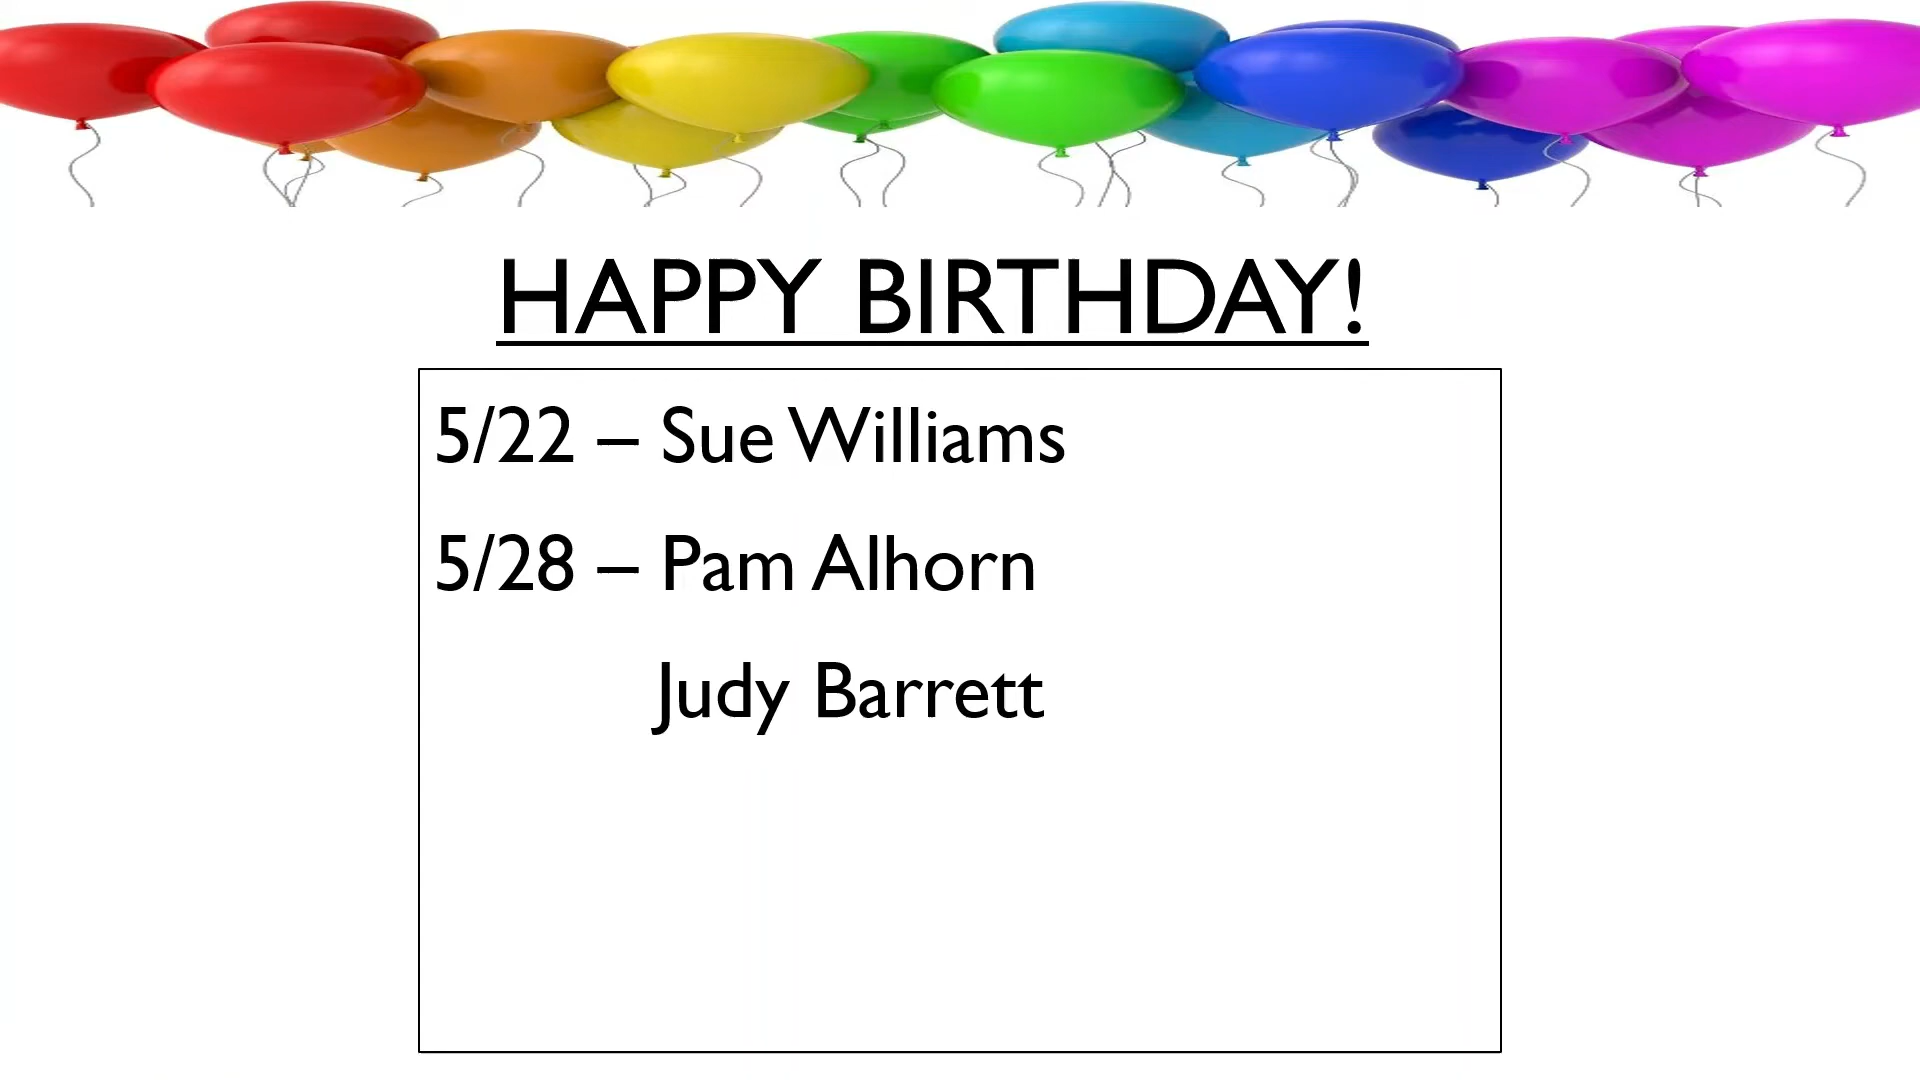 HAPPY BIRTHDAY!
5/22 – Sue Williams
5/28 – Pam Alhorn
Judy Barrett